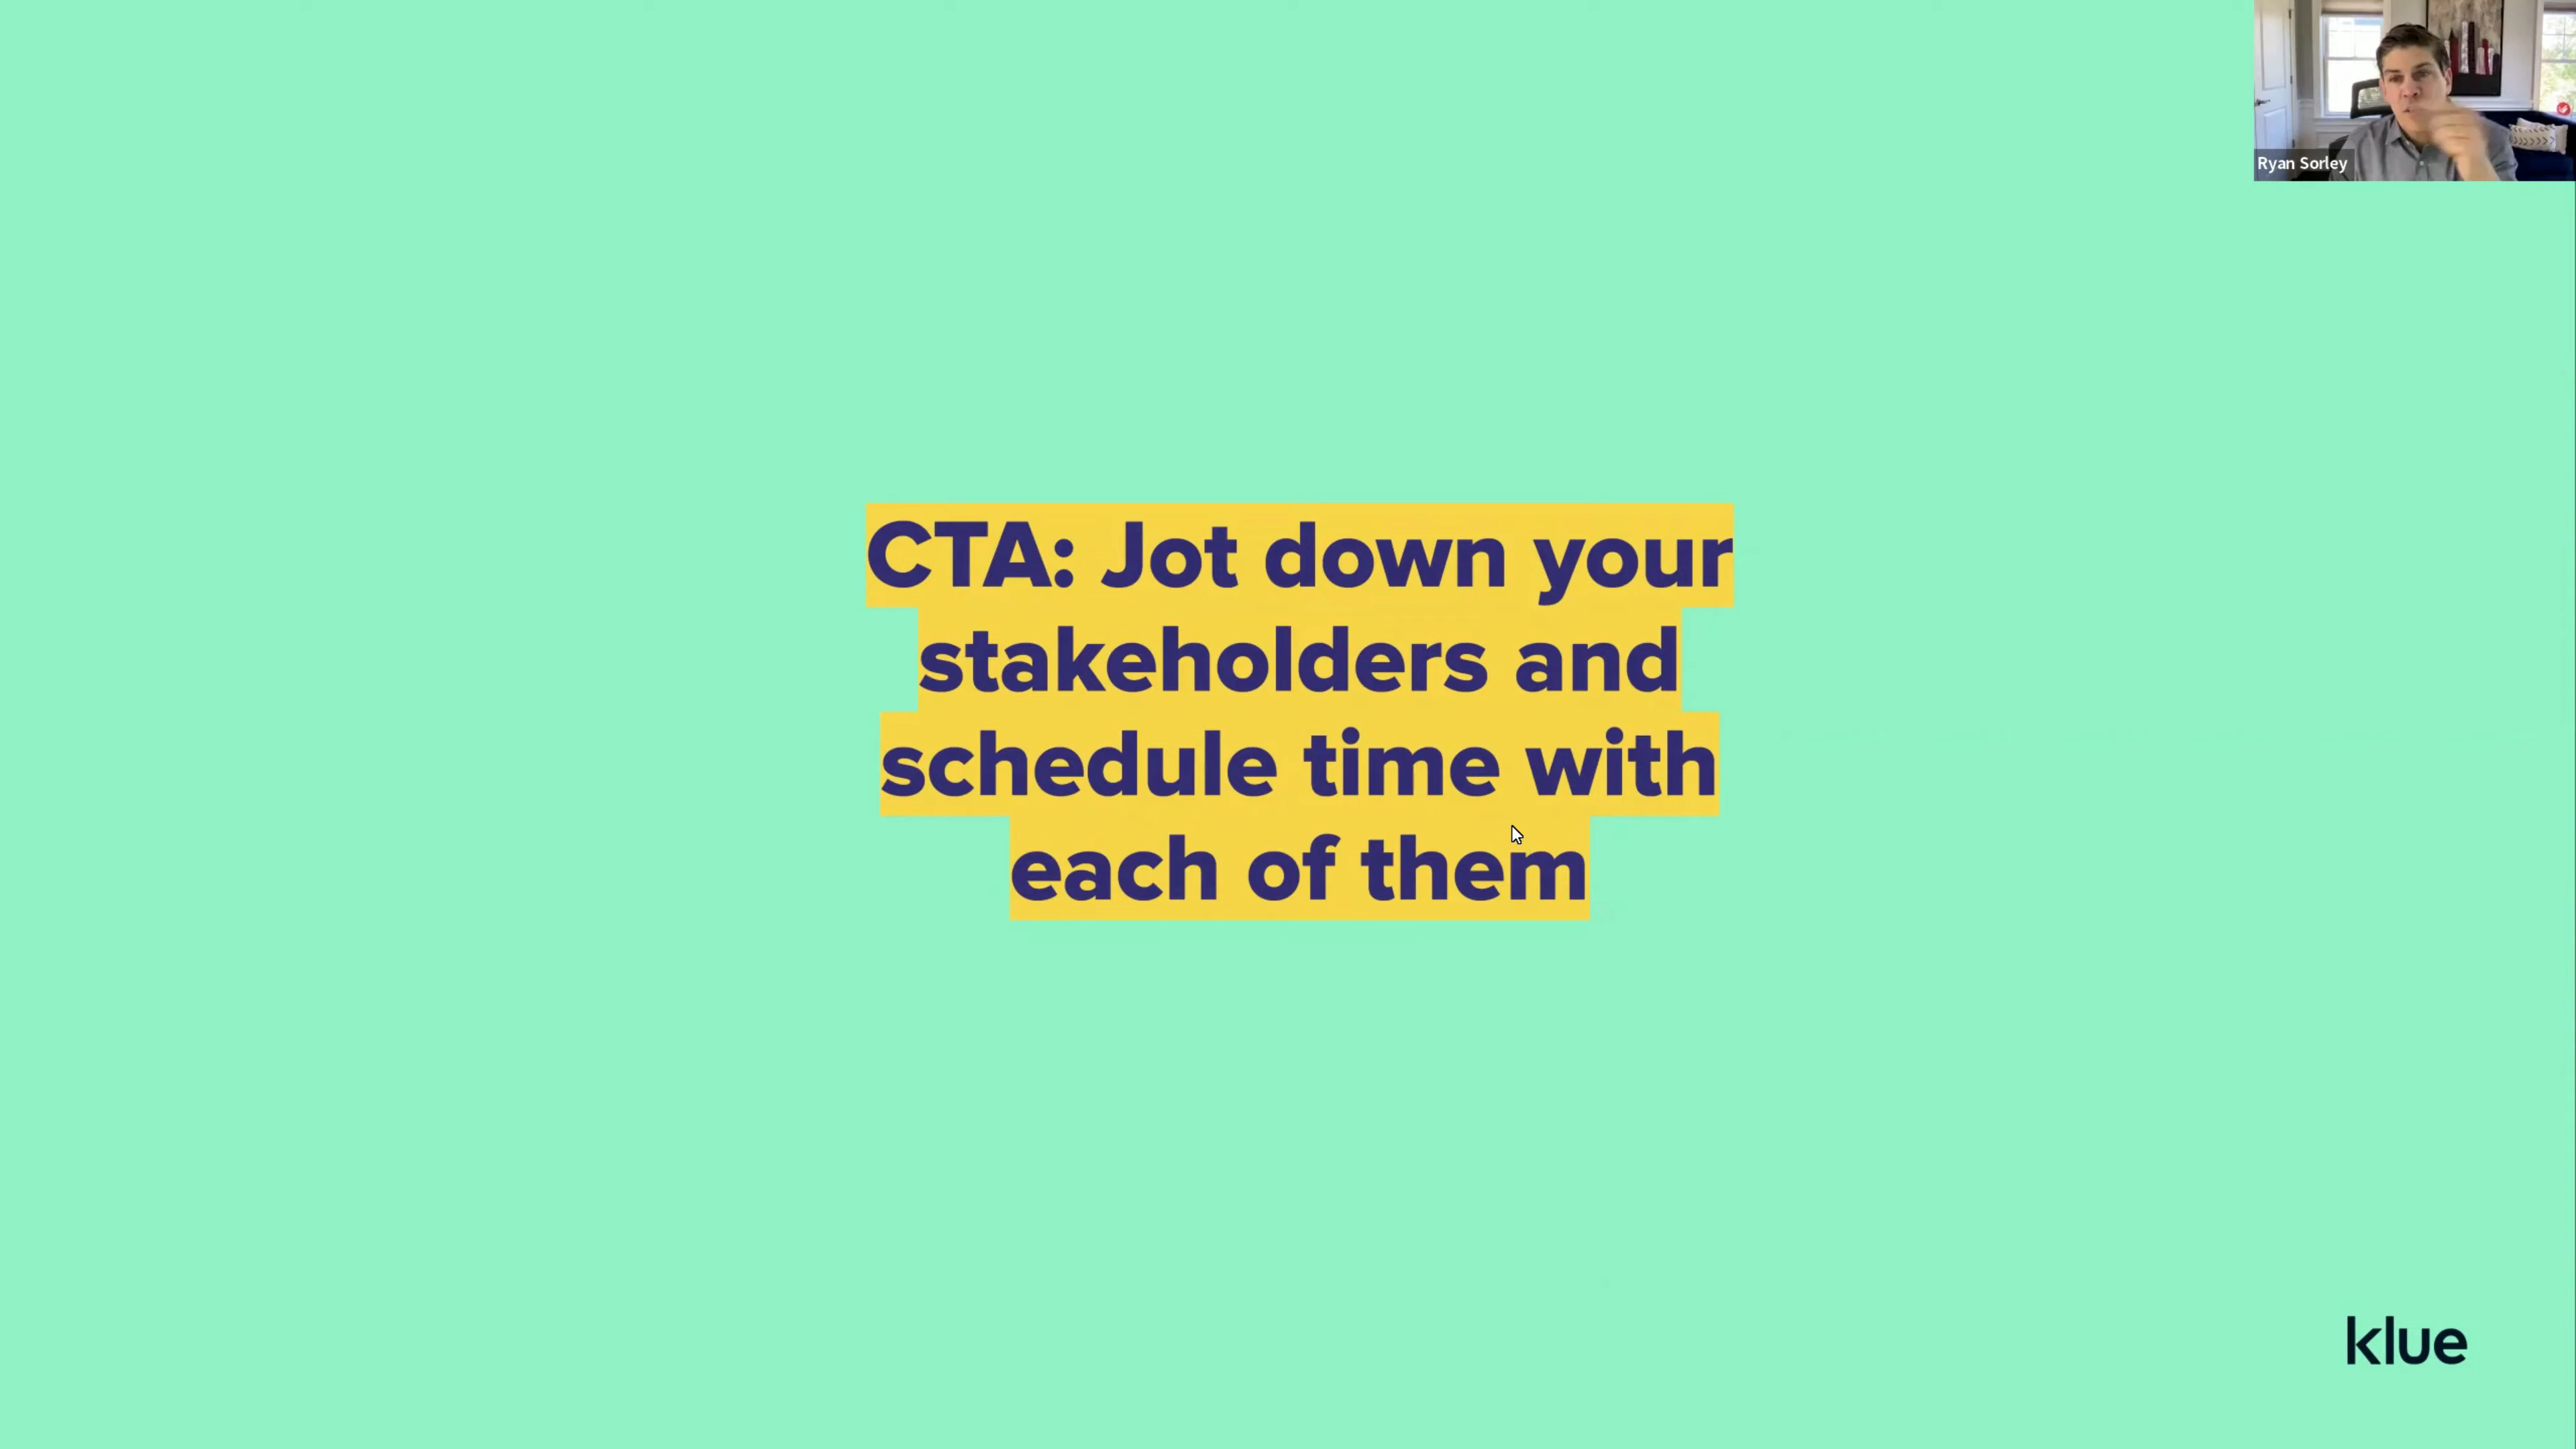 Ryan Sorley
CTA: Jot down your
stakeholders and
schedule time with
each of them
klue